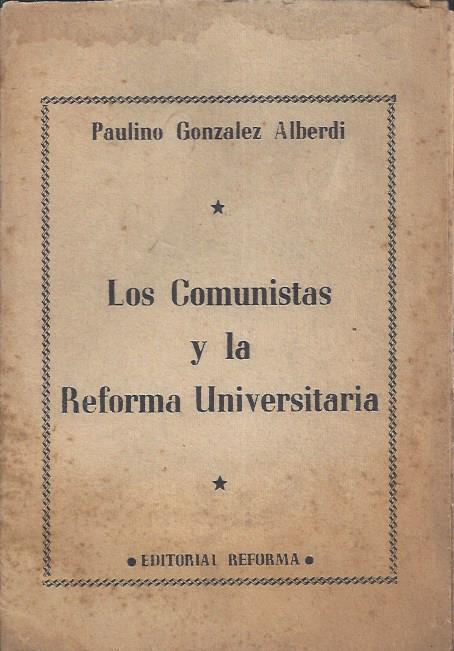 Paulino Gonzalez Alberdi
Los Comunistas
y la
Reforma Universitaria
• EDITORIAL REFORMA •